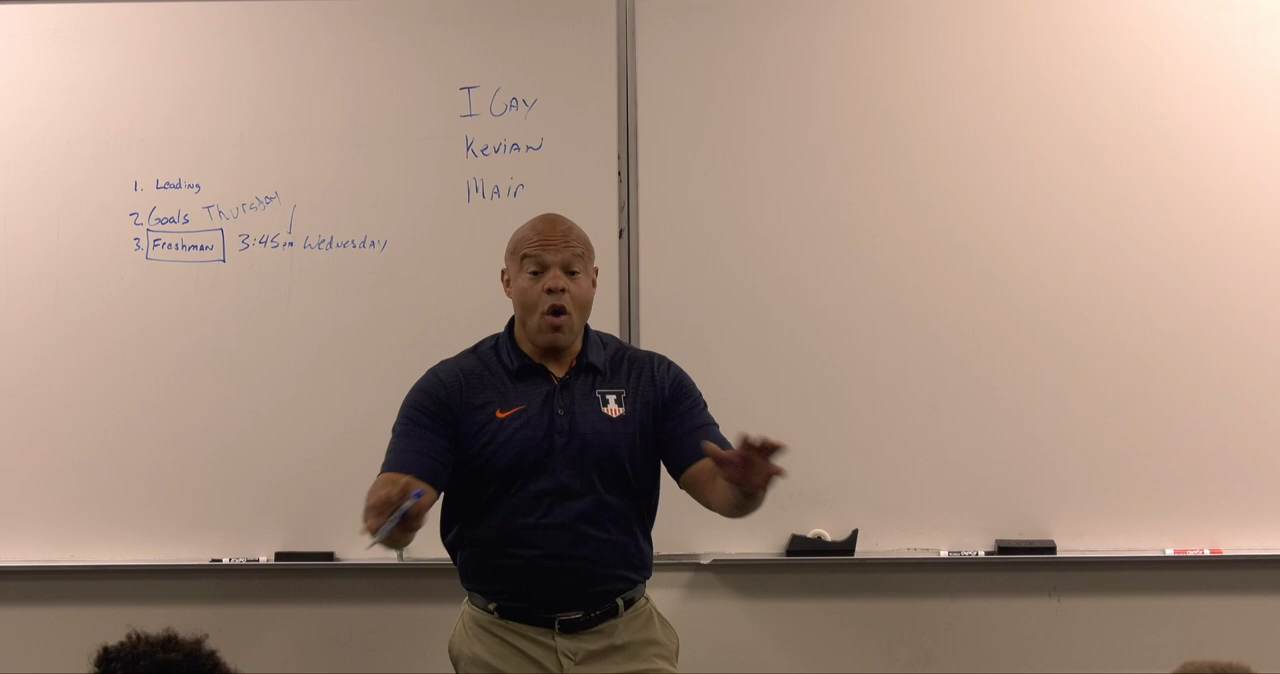 I GAY
Kevian
Mair
1. Leading
2. Goals Thursday
3. Freshman 3:45pm Wednesday
I